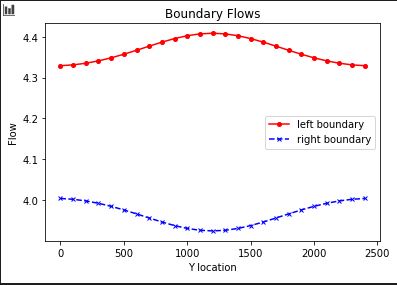 Boundary Flows
4.4
4.3
4.2
4.1
4.0
Flow
left boundary
right boundary
0
500
1000
1500
2000
2500
Y location